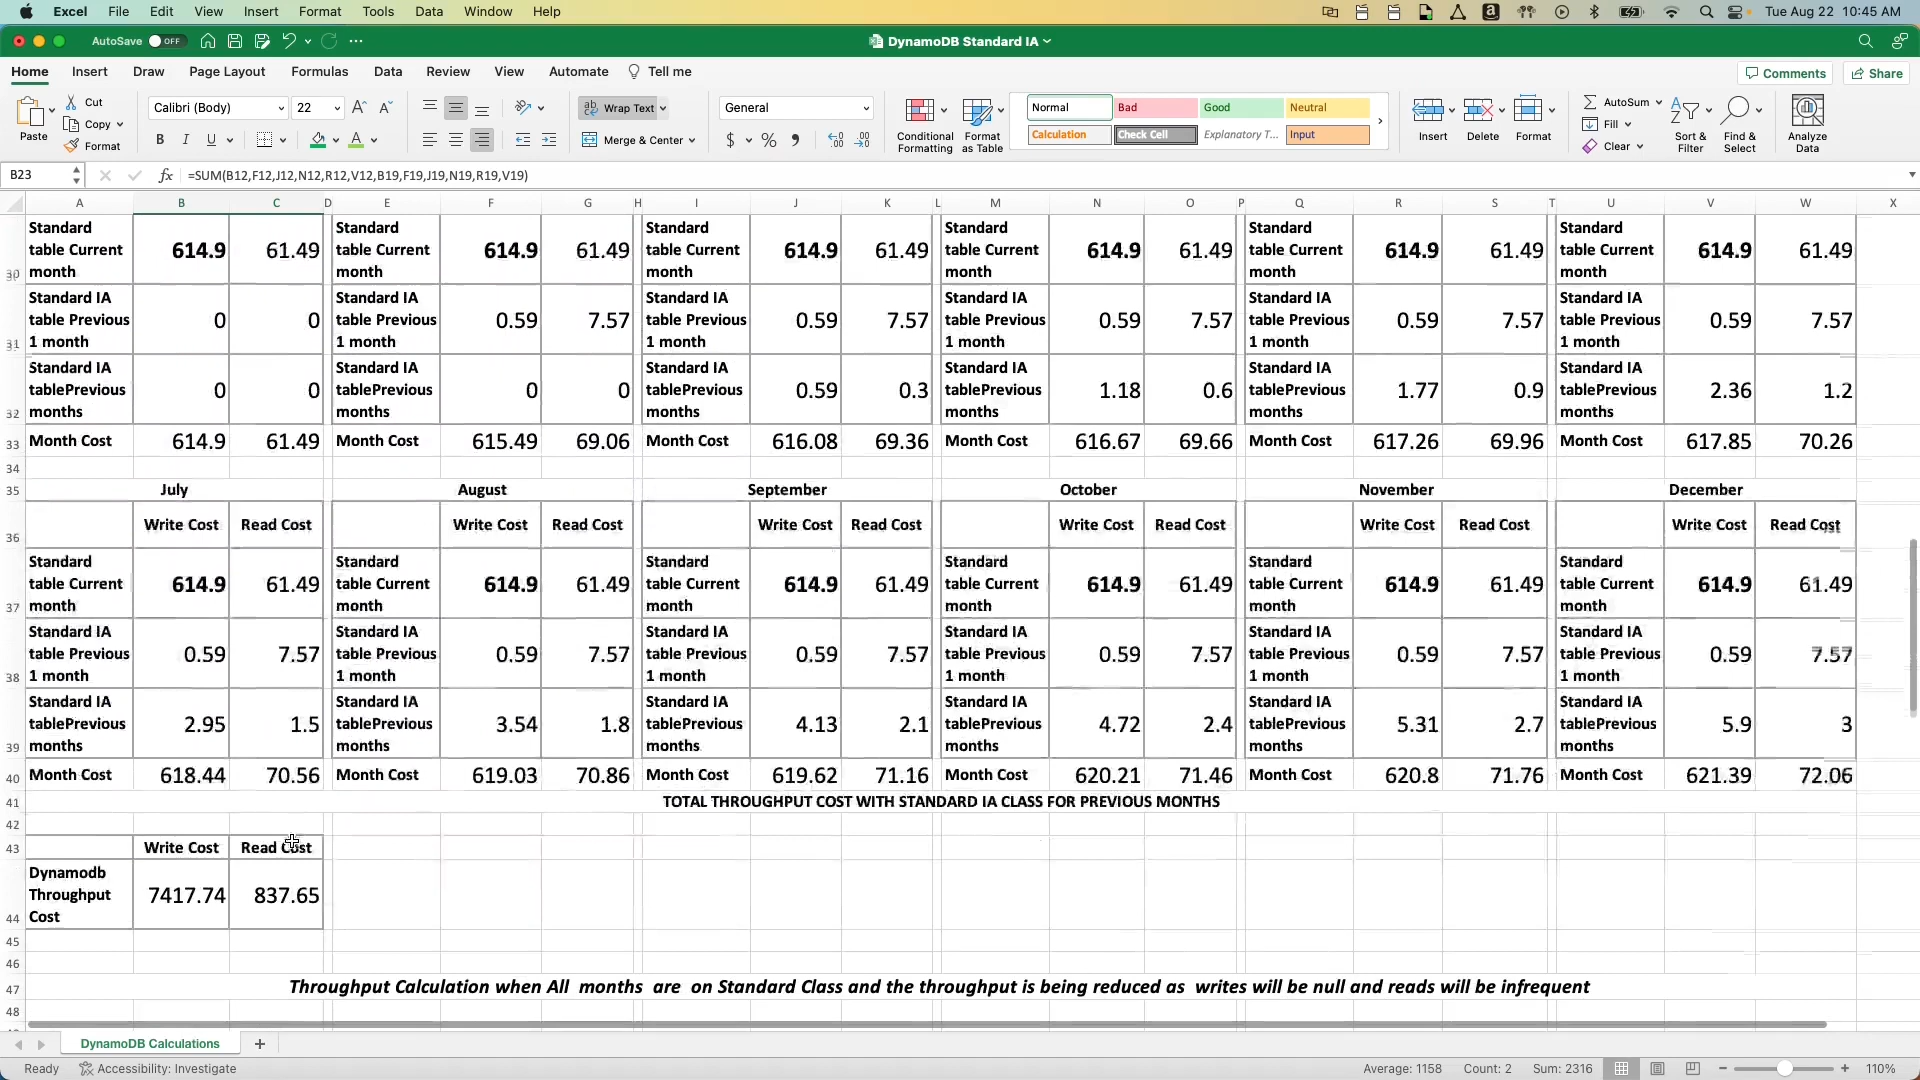 Excel File Edit View Insert Format Tools Data Window Help Tue Aug 22 10:45 AM
AutoSave OFF DynamoDB Standard IA
Home Insert Draw Page Layout Formulas Data Review View Automate Tell me Comments Share
Paste Cut Copy Format
Calibri (Body) 22 Wrap Text Merge & Center General
Conditional Formatting Format as Table
Normal Bad Good Neutral
Calculation Check Cell Explanatory T... Input
Insert Delete Format
AutoSum Fill Clear
Sort & Filter Find & Select Analyze Data
B23 fx =SUM(B12,F12,J12,N12,R12,V12,B19,F19,J19,N19,R19,V19)
A B C D E F G H I J K L M N O P Q R S T U V W X
30 Standard table Current month 614.9 61.49 Standard table Current month 614.9 61.49 Standard table Current month 614.9 61.49 Standard table Current month 614.9 61.49 Standard table Current month 614.9 61.49 Standard table Current month 614.9 61.49
31 Standard IA table Previous 1 month 0 0 Standard IA table Previous 1 month 0.59 7.57 Standard IA table Previous 1 month 0.59 7.57 Standard IA table Previous 1 month 0.59 7.57 Standard IA table Previous 1 month 0.59 7.57 Standard IA table Previous 1 month 0.59 7.57
32 Standard IA tablePrevious months 0 0 Standard IA tablePrevious months 0 0 Standard IA tablePrevious months 0.59 0.3 Standard IA tablePrevious months 1.18 0.6 Standard IA tablePrevious months 1.77 0.9 Standard IA tablePrevious months 2.36 1.2
33 Month Cost 614.9 61.49 Month Cost 615.49 69.06 Month Cost 616.08 69.36 Month Cost 616.67 69.66 Month Cost 617.26 69.96 Month Cost 617.85 70.26
34
35 July August September October November December
36 Write Cost Read Cost Write Cost Read Cost Write Cost Read Cost Write Cost Read Cost Write Cost Read Cost Write Cost Read Cost
37 Standard table Current month 614.9 61.49 Standard table Current month 614.9 61.49 Standard table Current month 614.9 61.49 Standard table Current month 614.9 61.49 Standard table Current month 614.9 61.49 Standard table Current month 614.9 61.49
38 Standard IA table Previous 1 month 0.59 7.57 Standard IA table Previous 1 month 0.59 7.57 Standard IA table Previous 1 month 0.59 7.57 Standard IA table Previous 1 month 0.59 7.57 Standard IA table Previous 1 month 0.59 7.57 Standard IA table Previous 1 month 0.59 7.57
39 Standard IA tablePrevious months 2.95 1.5 Standard IA tablePrevious months 3.54 1.8 Standard IA tablePrevious months 4.13 2.1 Standard IA tablePrevious months 4.72 2.4 Standard IA tablePrevious months 5.31 2.7 Standard IA tablePrevious months 5.9 3
40 Month Cost 618.44 70.56 Month Cost 619.03 70.86 Month Cost 619.62 71.16 Month Cost 620.21 71.46 Month Cost 620.8 71.76 Month Cost 621.39 72.06
41 TOTAL THROUGHPUT COST WITH STANDARD IA CLASS FOR PREVIOUS MONTHS
42
43 Write Cost Read Cost
44 Dynamodb Throughput Cost 7417.74 837.65
45
46
47 Throughput Calculation when All months are on Standard Class and the throughput is being reduced as writes will be null and reads will be infrequent
48
DynamoDB Calculations
Ready Accessibility: Investigate Average: 1158 Count: 2 Sum: 2316 110%